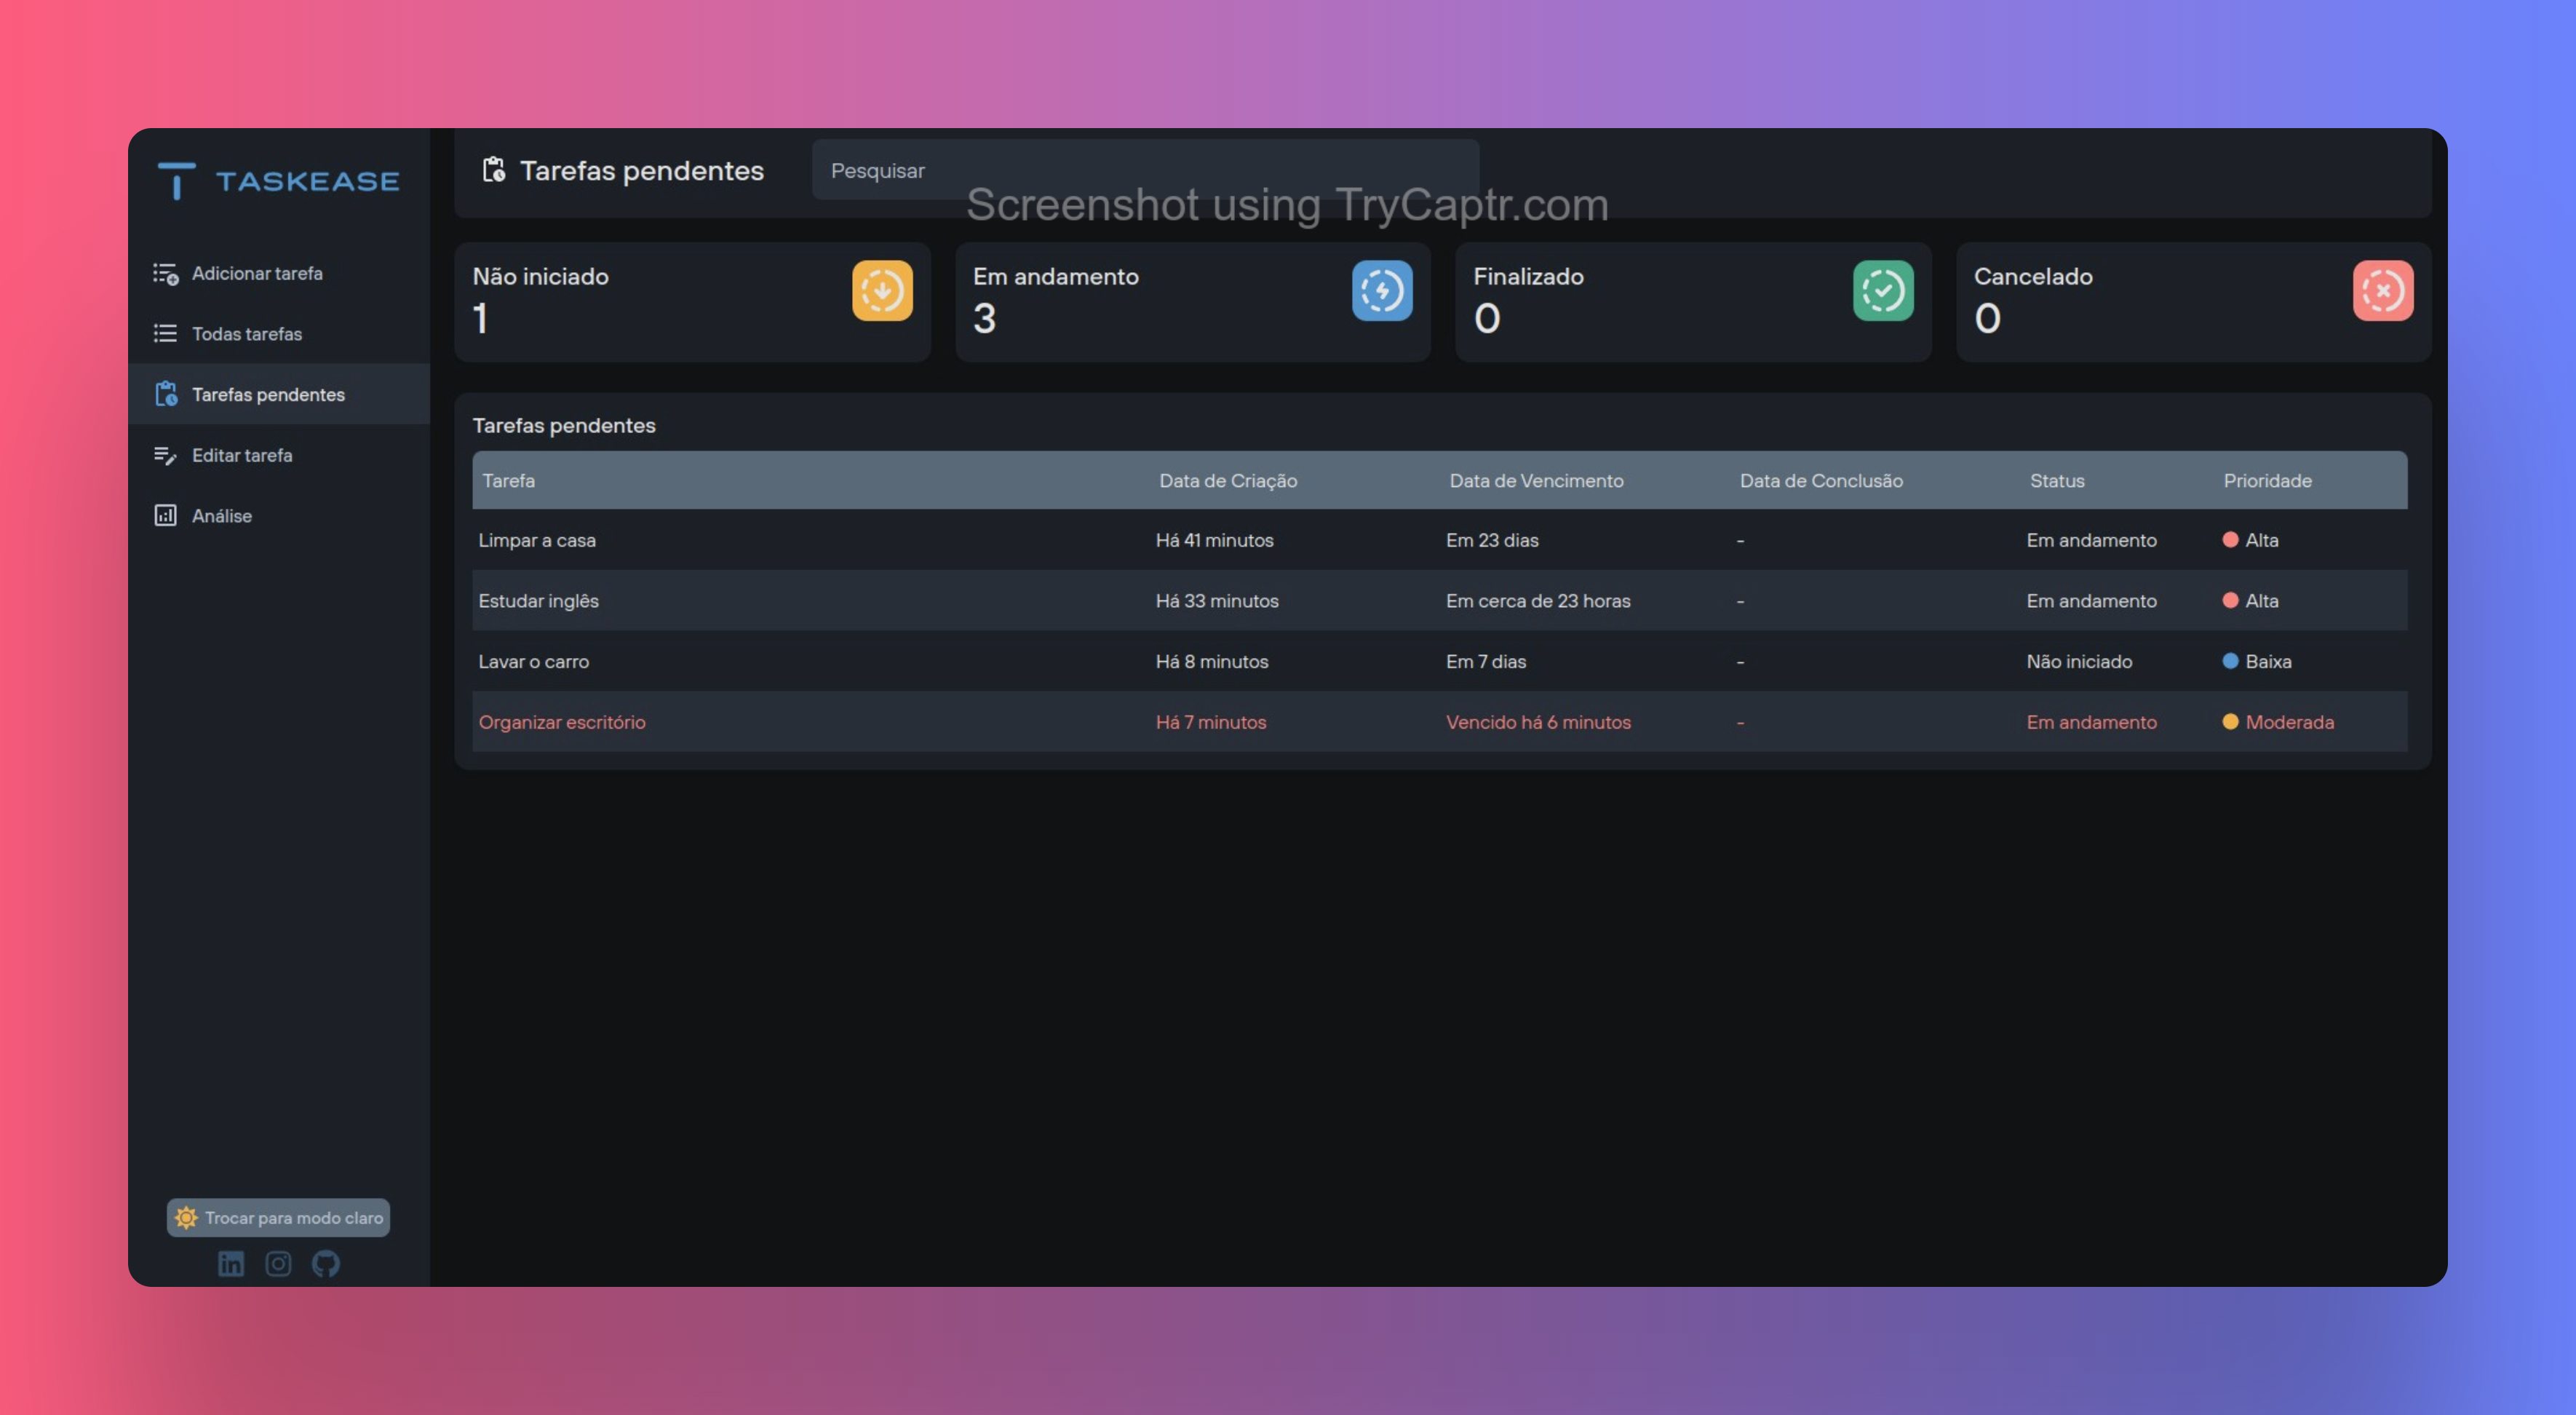 TASKEASE
Adicionar tarefa
Todas tarefas
Tarefas pendentes
Editar tarefa
Análise
Trocar para modo claro
Tarefas pendentes
Pesquisar
Screenshot using TryCaptr.com
Não iniciado
1
Em andamento
3
Finalizado
0
Cancelado
0
Tarefas pendentes
Tarefa Data de Criação Data de Vencimento Data de Conclusão Status Prioridade
Limpar a casa Há 41 minutos Em 23 dias - Em andamento Alta
Estudar inglês Há 33 minutos Em cerca de 23 horas - Em andamento Alta
Lavar o carro Há 8 minutos Em 7 dias - Não iniciado Baixa
Organizar escritório Há 7 minutos Vencido há 6 minutos - Em andamento Moderada